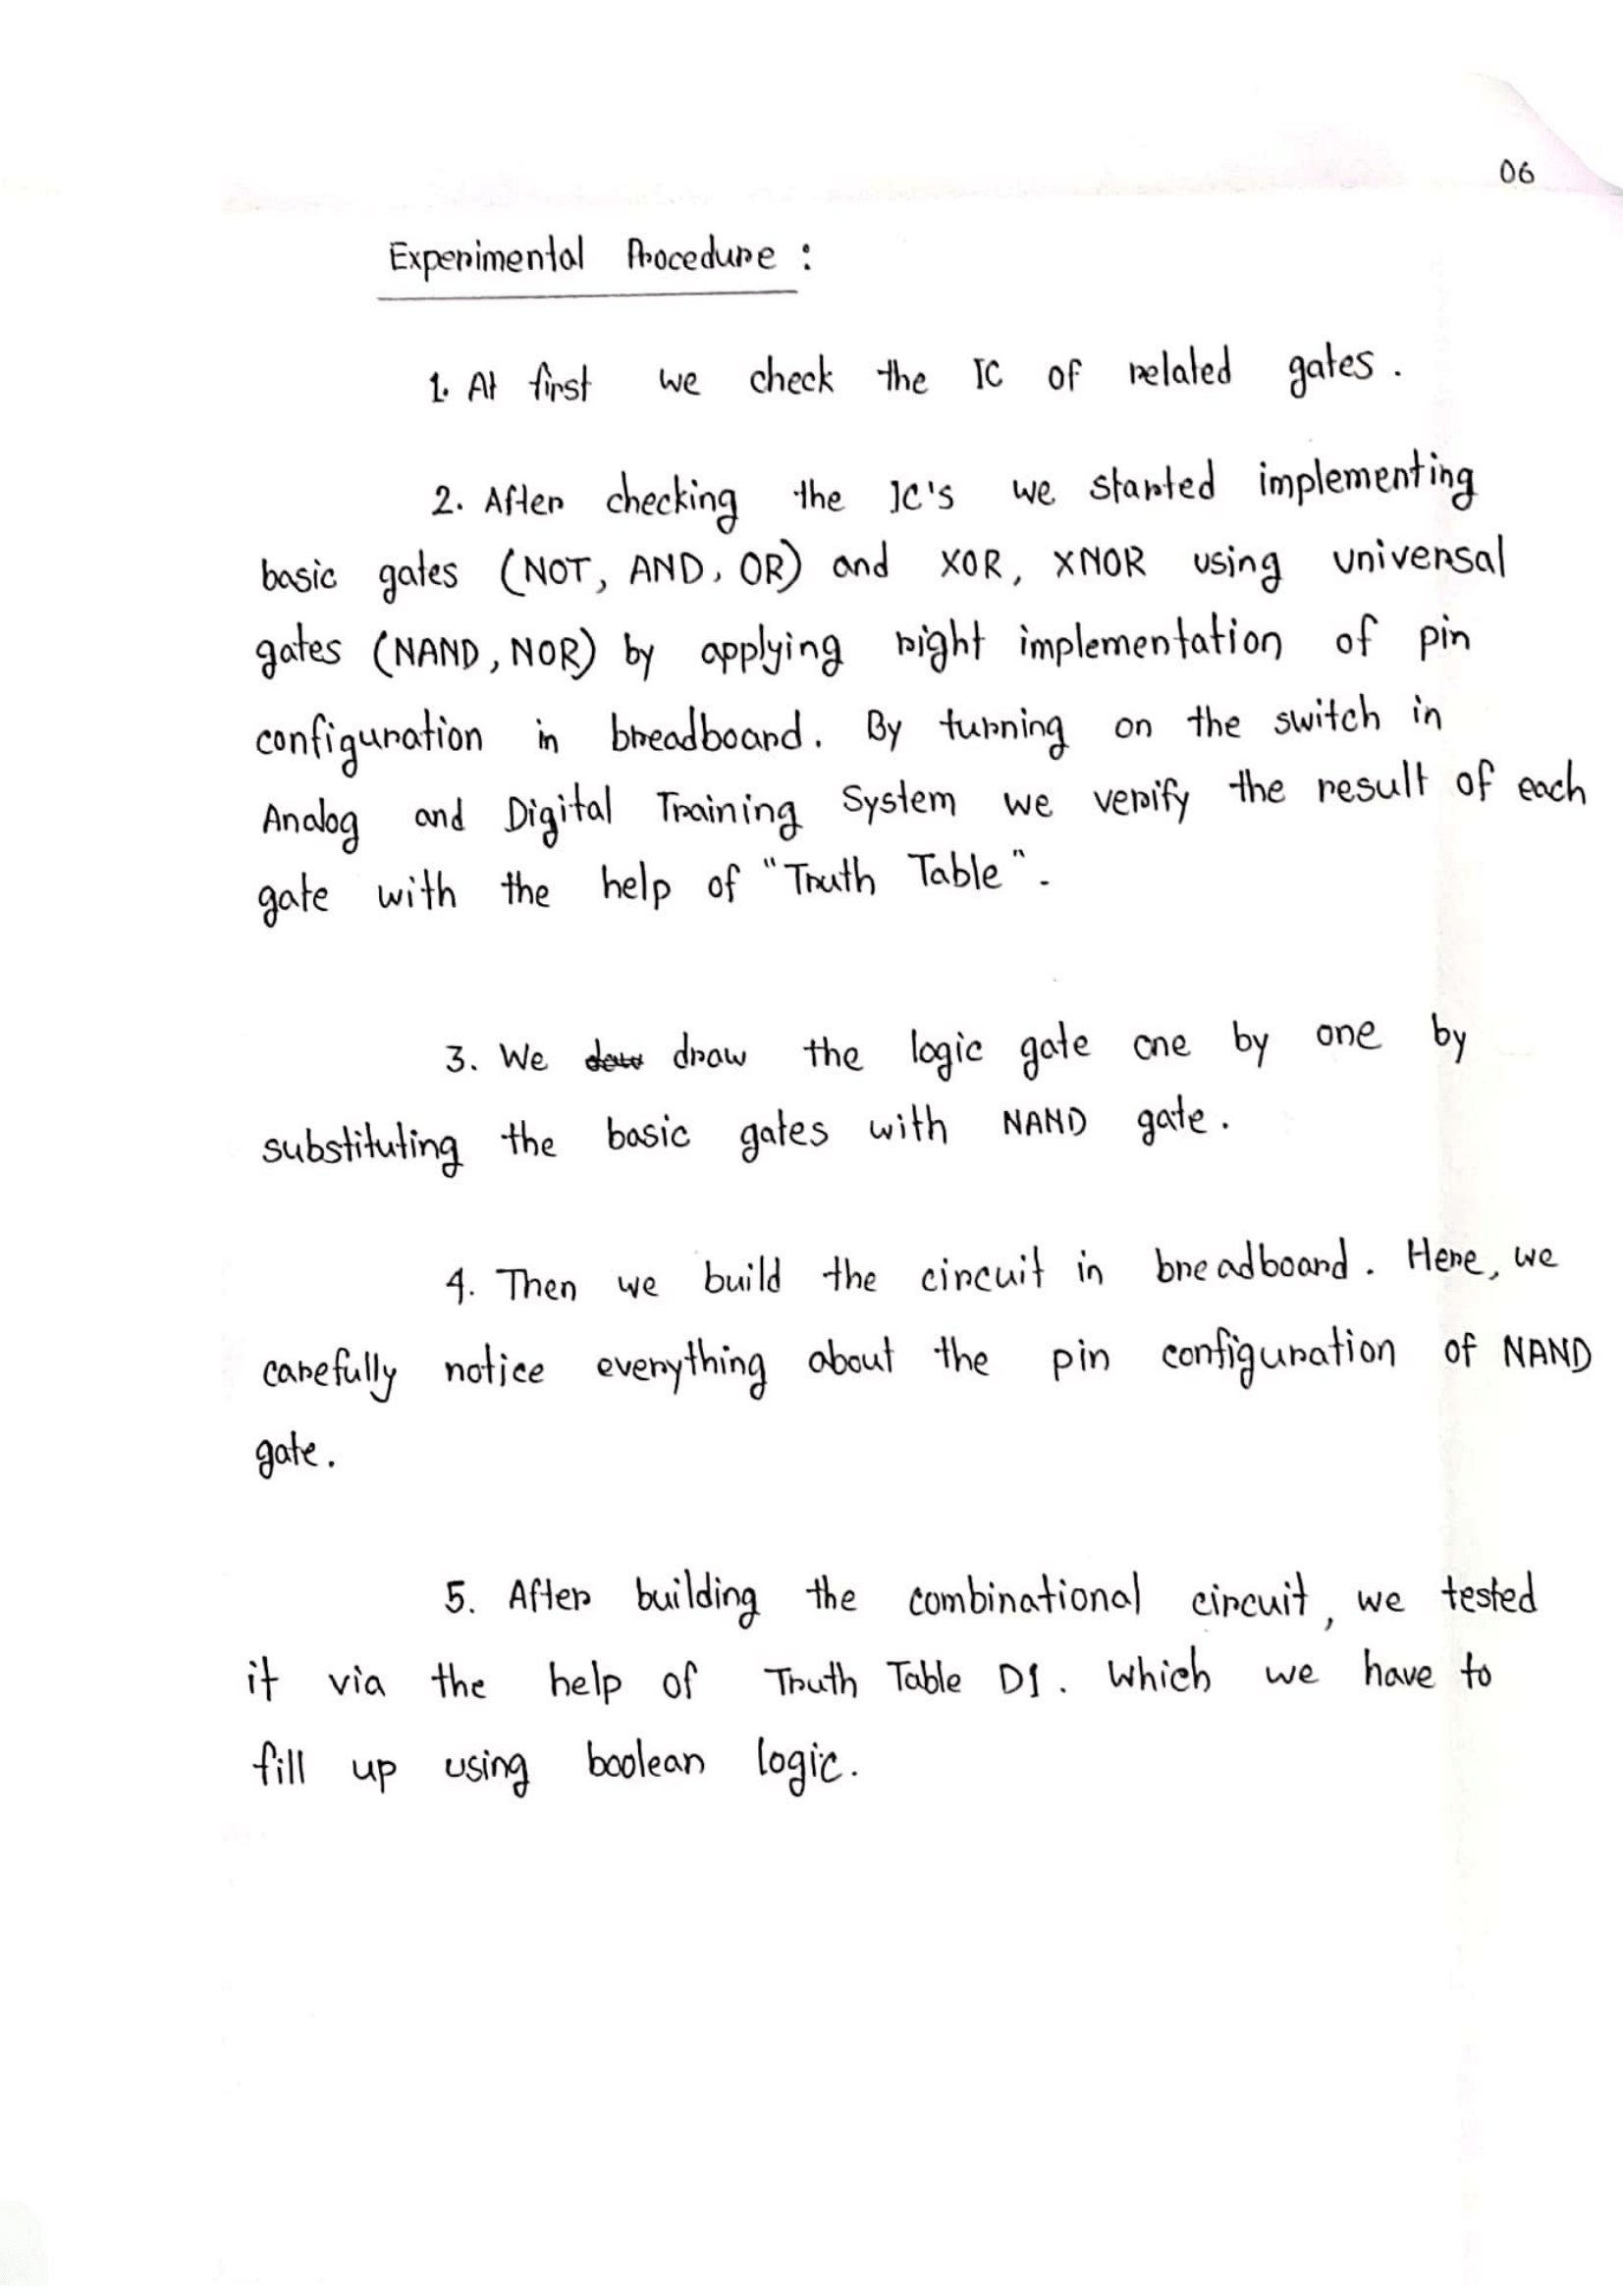 06
Experimental Procedure :
1. At first we check the IC of related gates .
2. After checking the IC's we started implementing
basic gates (NOT, AND, OR) and XOR, XNOR using universal
gates (NAND, NOR) by applying right implementation of pin
configuration in breadboard. By turning on the switch in
Analog and Digital Training System we verify the result of each
gate with the help of "Truth Table".
3. We draw the logic gate one by one by
substituting the basic gates with NAND gate.
4. Then we build the circuit in breadboard. Here, we
carefully notice everything about the pin configuration of NAND
gate.
5. After building the combinational circuit, we tested
it via the help of Truth Table D1. Which we have to
fill up using boolean logic.